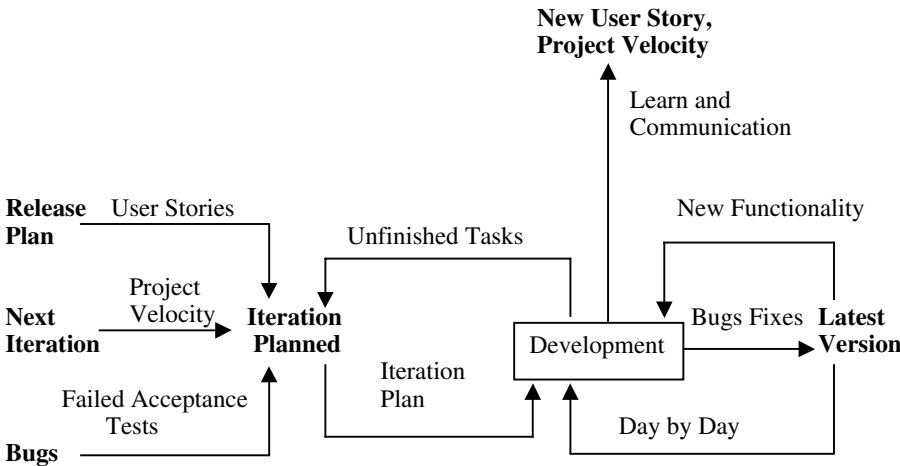 New User Story,
Project Velocity
Learn and
Communication
Release
Plan
User Stories
Unfinished Tasks
New Functionality
Next
Iteration
Project
Velocity
Iteration
Planned
Development
Bugs Fixes
Latest
Version
Iteration
Plan
Failed Acceptance
Tests
Day by Day
Bugs